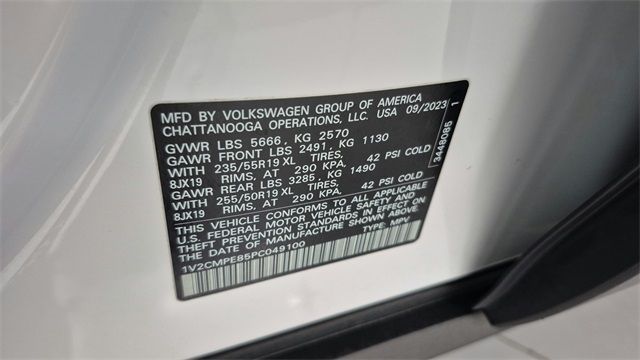 MFD BY VOLKSWAGEN GROUP OF AMERICA
CHATTANOOGA OPERATIONS, LLC. USA 09/2023
GVWR LBS 5666, KG 2570
GAWR FRONT LBS 2491, KG 1130
WITH 235/55R19 XL TIRES,
8JX19 RIMS, AT 290 KPA, 42 PSI COLD
GAWR REAR LBS 3285, KG 1490
WITH 255/50R19 XL TIRES,
8JX19 RIMS, AT 290 KPA, 42 PSI COLD
THIS VEHICLE CONFORMS TO ALL APPLICABLE
U.S. FEDERAL MOTOR VEHICLE SAFETY AND
THEFT PREVENTION STANDARDS IN EFFECT
ON THE DATE OF MANUFACTURE SHOWN ABOVE.
1V2CMPE85PC049100 TYPE: MPV
3448085 1